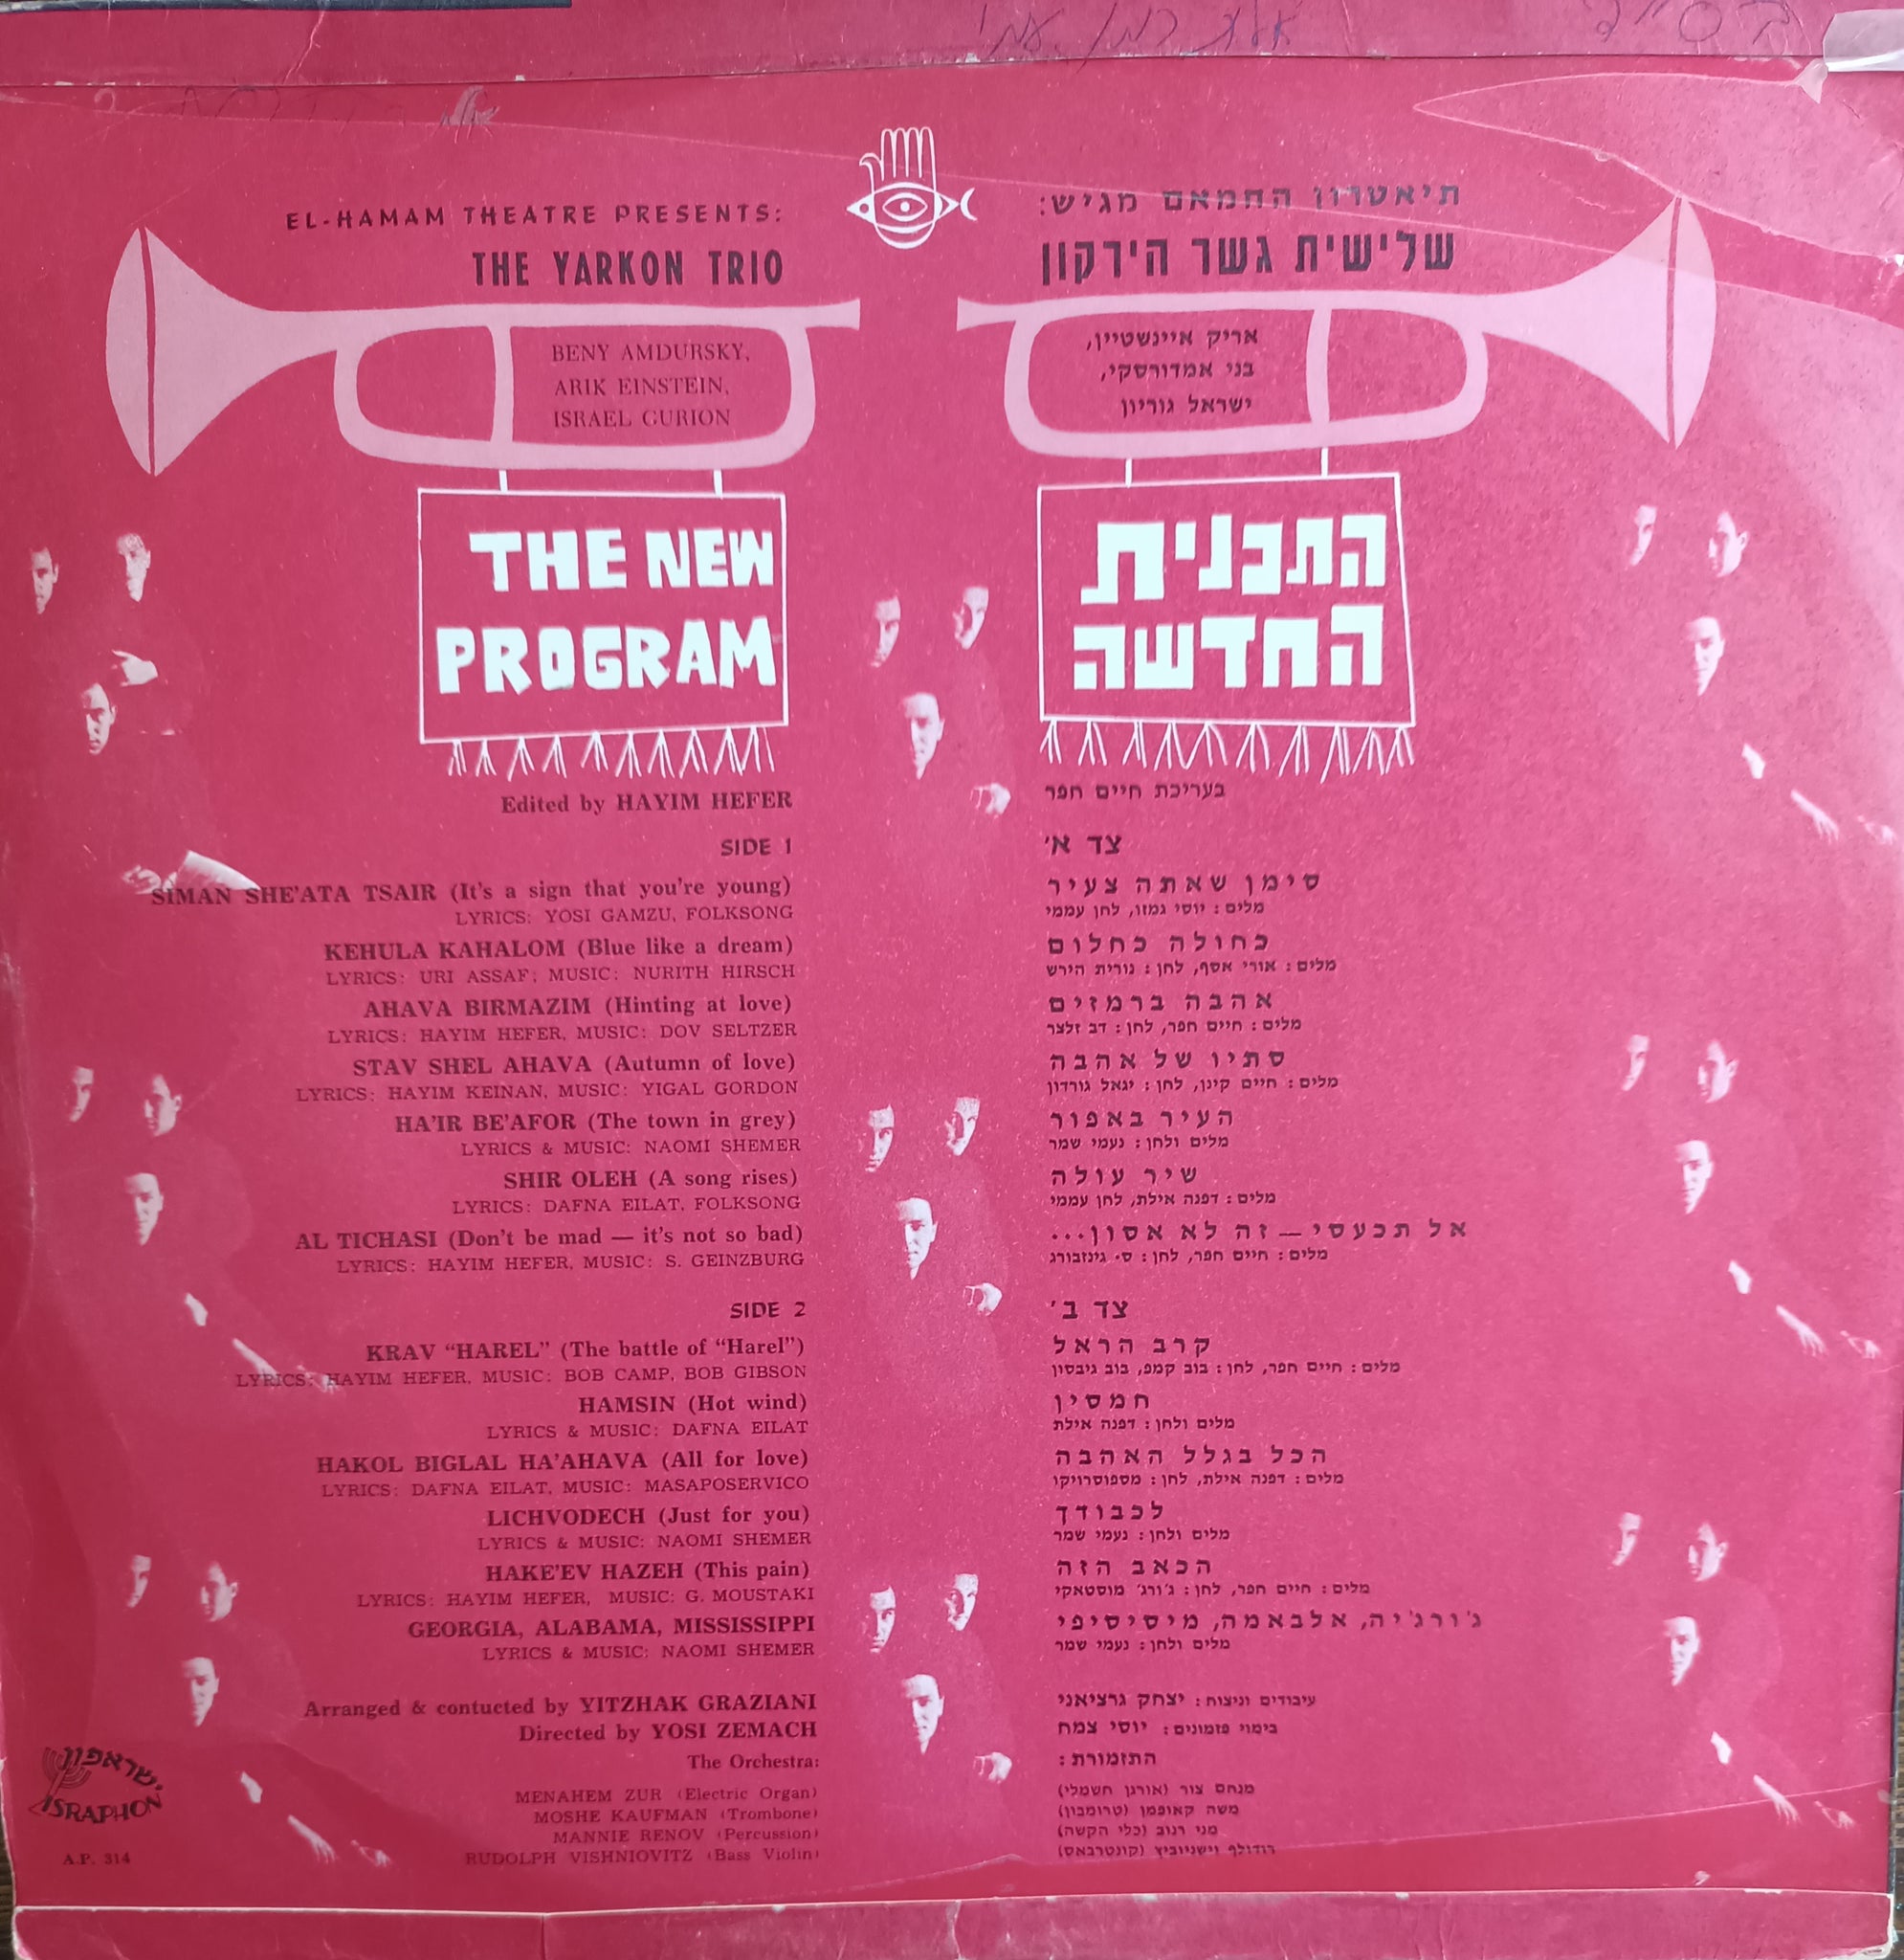 EL-HAMAM THEATRE PRESENTS:
THE YARKON TRIO
BENY AMDURSKY,
ARIK EINSTEIN,
ISRAEL GURION
THE NEW
PROGRAM
Edited by HAYIM HEFER
SIDE 1
SIMAN SHE'ATA TSAIR (It's a sign that you're young)
LYRICS: YOSI GAMZU, FOLKSONG
KEHULA KAHALOM (Blue like a dream)
LYRICS: URI ASSAF; MUSIC: NURITH HIRSCH
AHAVA BIRMAZIM (Hinting at love)
LYRICS: HAYIM HEFER, MUSIC: DOV SELTZER
STAV SHEL AHAVA (Autumn of love)
LYRICS: HAYIM KEINAN, MUSIC: YIGAL GORDON
HA'IR BE'AFOR (The town in grey)
LYRICS & MUSIC: NAOMI SHEMER
SHIR OLEH (A song rises)
LYRICS: DAFNA EILAT, FOLKSONG
AL TICHASI (Don't be mad — it's not so bad)
LYRICS: HAYIM HEFER, MUSIC: S. GEINZBURG
SIDE 2
KRAV "HAREL" (The battle of "Harel")
LYRICS: HAYIM HEFER, MUSIC: BOB CAMP, BOB GIBSON
HAMSIN (Hot wind)
LYRICS & MUSIC: DAFNA EILAT
HAKOL BIGLAL HA'AHAVA (All for love)
LYRICS: DAFNA EILAT, MUSIC: MASAPOSERVICO
LICHVODECH (Just for you)
LYRICS & MUSIC: NAOMI SHEMER
HAKE'EV HAZEH (This pain)
LYRICS: HAYIM HEFER, MUSIC: G. MOUSTAKI
GEORGIA, ALABAMA, MISSISSIPPI
LYRICS & MUSIC: NAOMI SHEMER
Arranged & contucted by YITZHAK GRAZIANI
Directed by YOSI ZEMACH
The Orchestra:
MENAHEM ZUR (Electric Organ)
MOSHE KAUFMAN (Trombone)
MANNIE RENOV (Percussion)
RUDOLPH VISHNIOVITZ (Bass Violin)
ישראפון
ISRAPHON
A.P. 314
תיאטרון החמאם מגיש:
שלישית גשר הירקון
אריק איינשטיין,
בני אמדורסקי,
ישראל גוריון
התכנית
החדשה
בעריכת חיים חפר
צד א'
סימן שאתה צעיר
מלים: יוסי גמזו, לחן עממי
כחולה כחלום
מלים: אורי אסף, לחן: נורית הירש
אהבה ברמזים
מלים: חיים חפר, לחן: דב זלצר
סתיו של אהבה
מלים: חיים קינן, לחן: יגאל גורדון
העיר באפור
מלים ולחן: נעמי שמר
שיר עולה
מלים: דפנה אילת, לחן עממי
אל תכעסי — זה לא אסון...
מלים: חיים חפר, לחן: ס. גינזבורג
צד ב'
קרב הראל
מלים: חיים חפר, לחן: בוב קמפ, בוב גיבסון
חמסין
מלים ולחן: דפנה אילת
הכל בגלל האהבה
מלים: דפנה אילת, לחן: מספוסרויקו
לכבודך
מלים ולחן: נעמי שמר
הכאב הזה
מלים: חיים חפר, לחן: ג'ורג' מוסטאקי
ג'ורג'יה, אלבאמה, מיסיסיפי
מלים ולחן: נעמי שמר
עיבודים וניצוח: יצחק גרציאני
בימוי פזמונים: יוסי צמח
התזמורת:
מנחם צור (אורגן חשמלי)
משה קאופמן (טרומבון)
מני רנוב (כלי הקשה)
רודולף וישניוביץ (קונטרבאס)